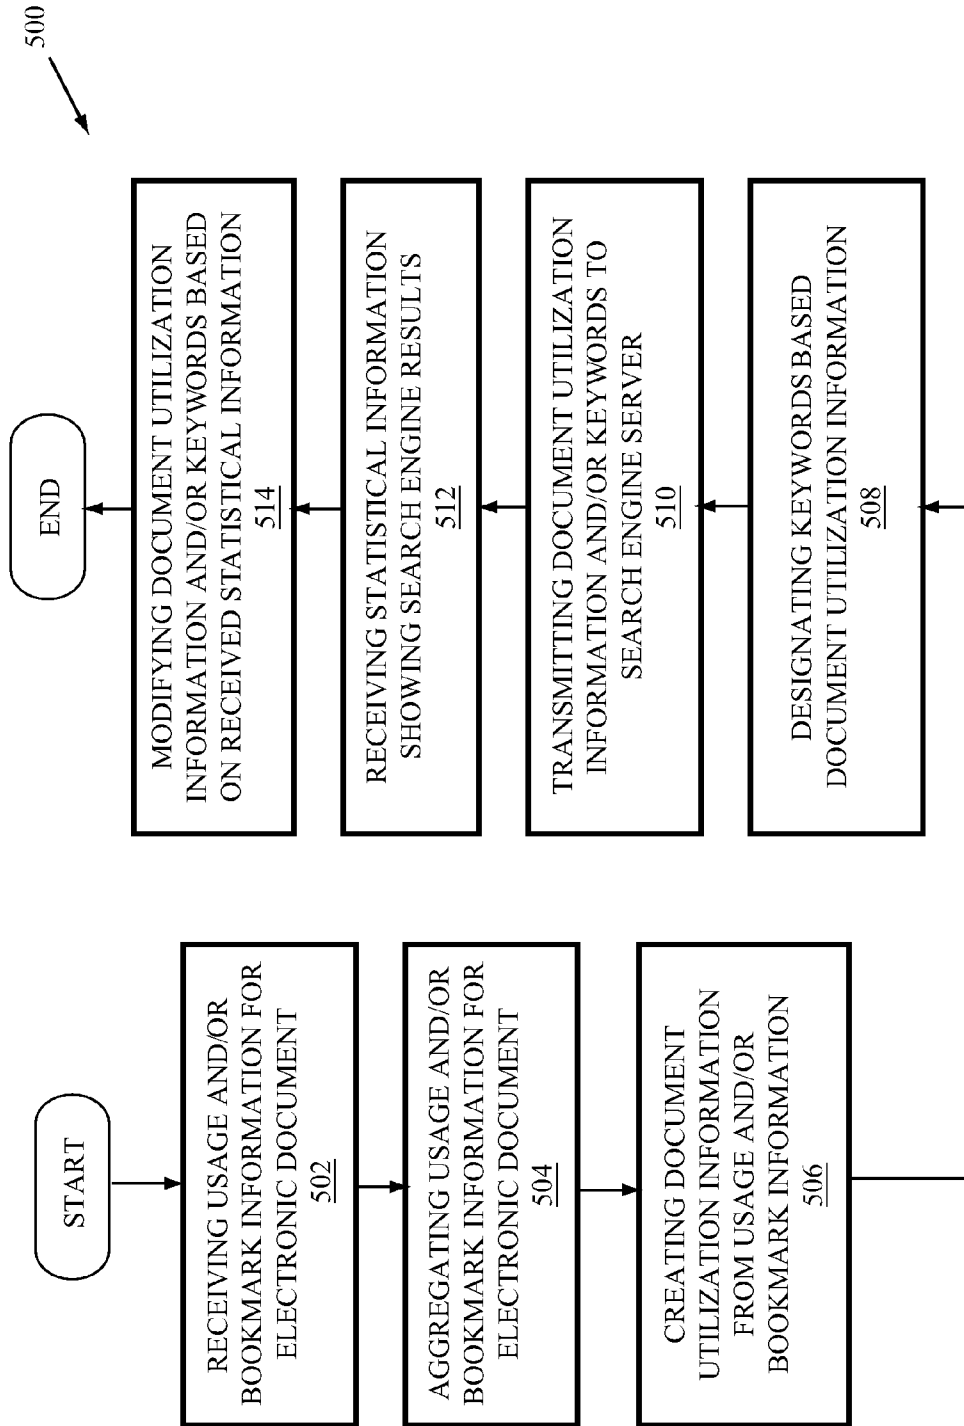 500
START
RECEIVING USAGE AND/OR
BOOKMARK INFORMATION FOR
ELECTRONIC DOCUMENT
502
AGGREGATING USAGE AND/OR
BOOKMARK INFORMATION FOR
ELECTRONIC DOCUMENT
504
CREATING DOCUMENT
UTILIZATION INFORMATION
FROM USAGE AND/OR
BOOKMARK INFORMATION
506
DESIGNATING KEYWORDS BASED
DOCUMENT UTILIZATION INFORMATION
508
TRANSMITTING DOCUMENT UTILIZATION
INFORMATION AND/OR KEYWORDS TO
SEARCH ENGINE SERVER
510
RECEIVING STATISTICAL INFORMATION
SHOWING SEARCH ENGINE RESULTS
512
MODIFYING DOCUMENT UTILIZATION
INFORMATION AND/OR KEYWORDS BASED
ON RECEIVED STATISTICAL INFORMATION
514
END